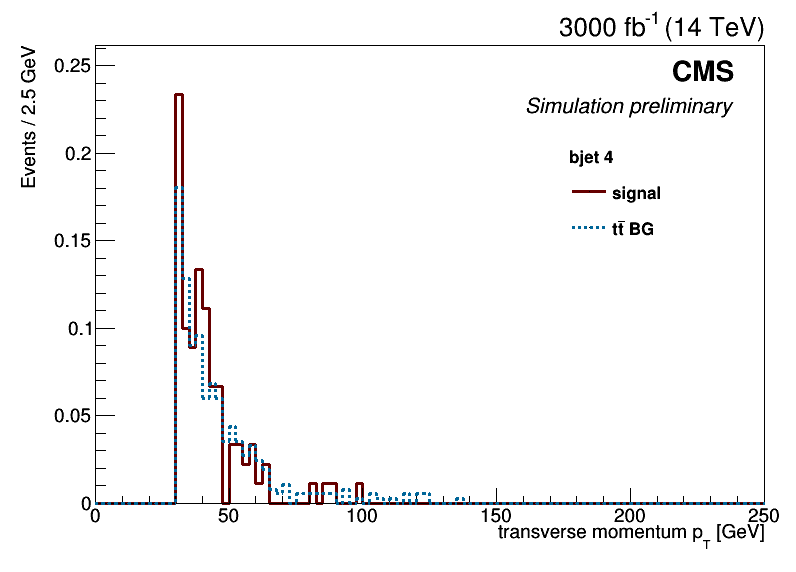 3000 fb⁻¹ (14 TeV)
Events / 2.5 GeV
CMS
Simulation preliminary
bjet 4
signal
tt̄ BG
0.25
0.2
0.15
0.1
0.05
0
0 50 100 150 200 250
transverse momentum p_T [GeV]